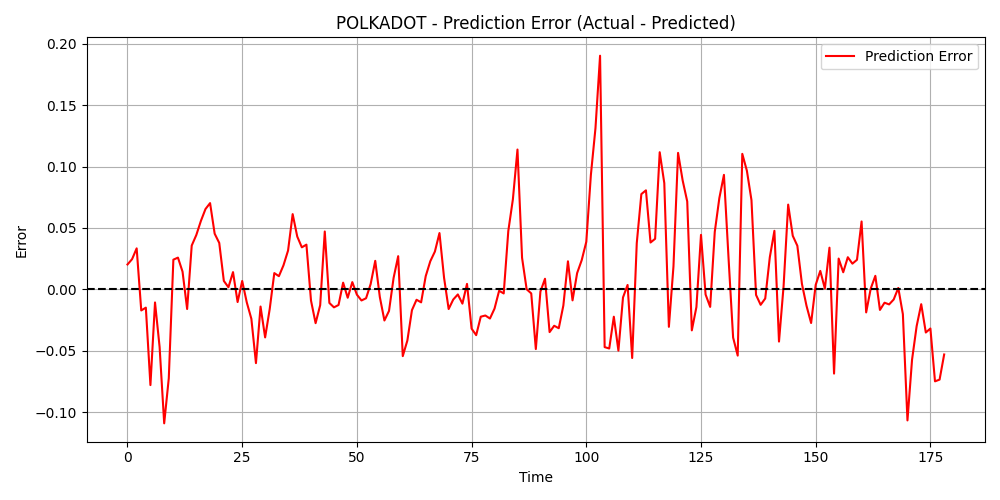 POLKADOT - Prediction Error (Actual - Predicted)
Prediction Error
0.20
0.15
0.10
0.05
0.00
−0.05
−0.10
Error
0 25 50 75 100 125 150 175
Time